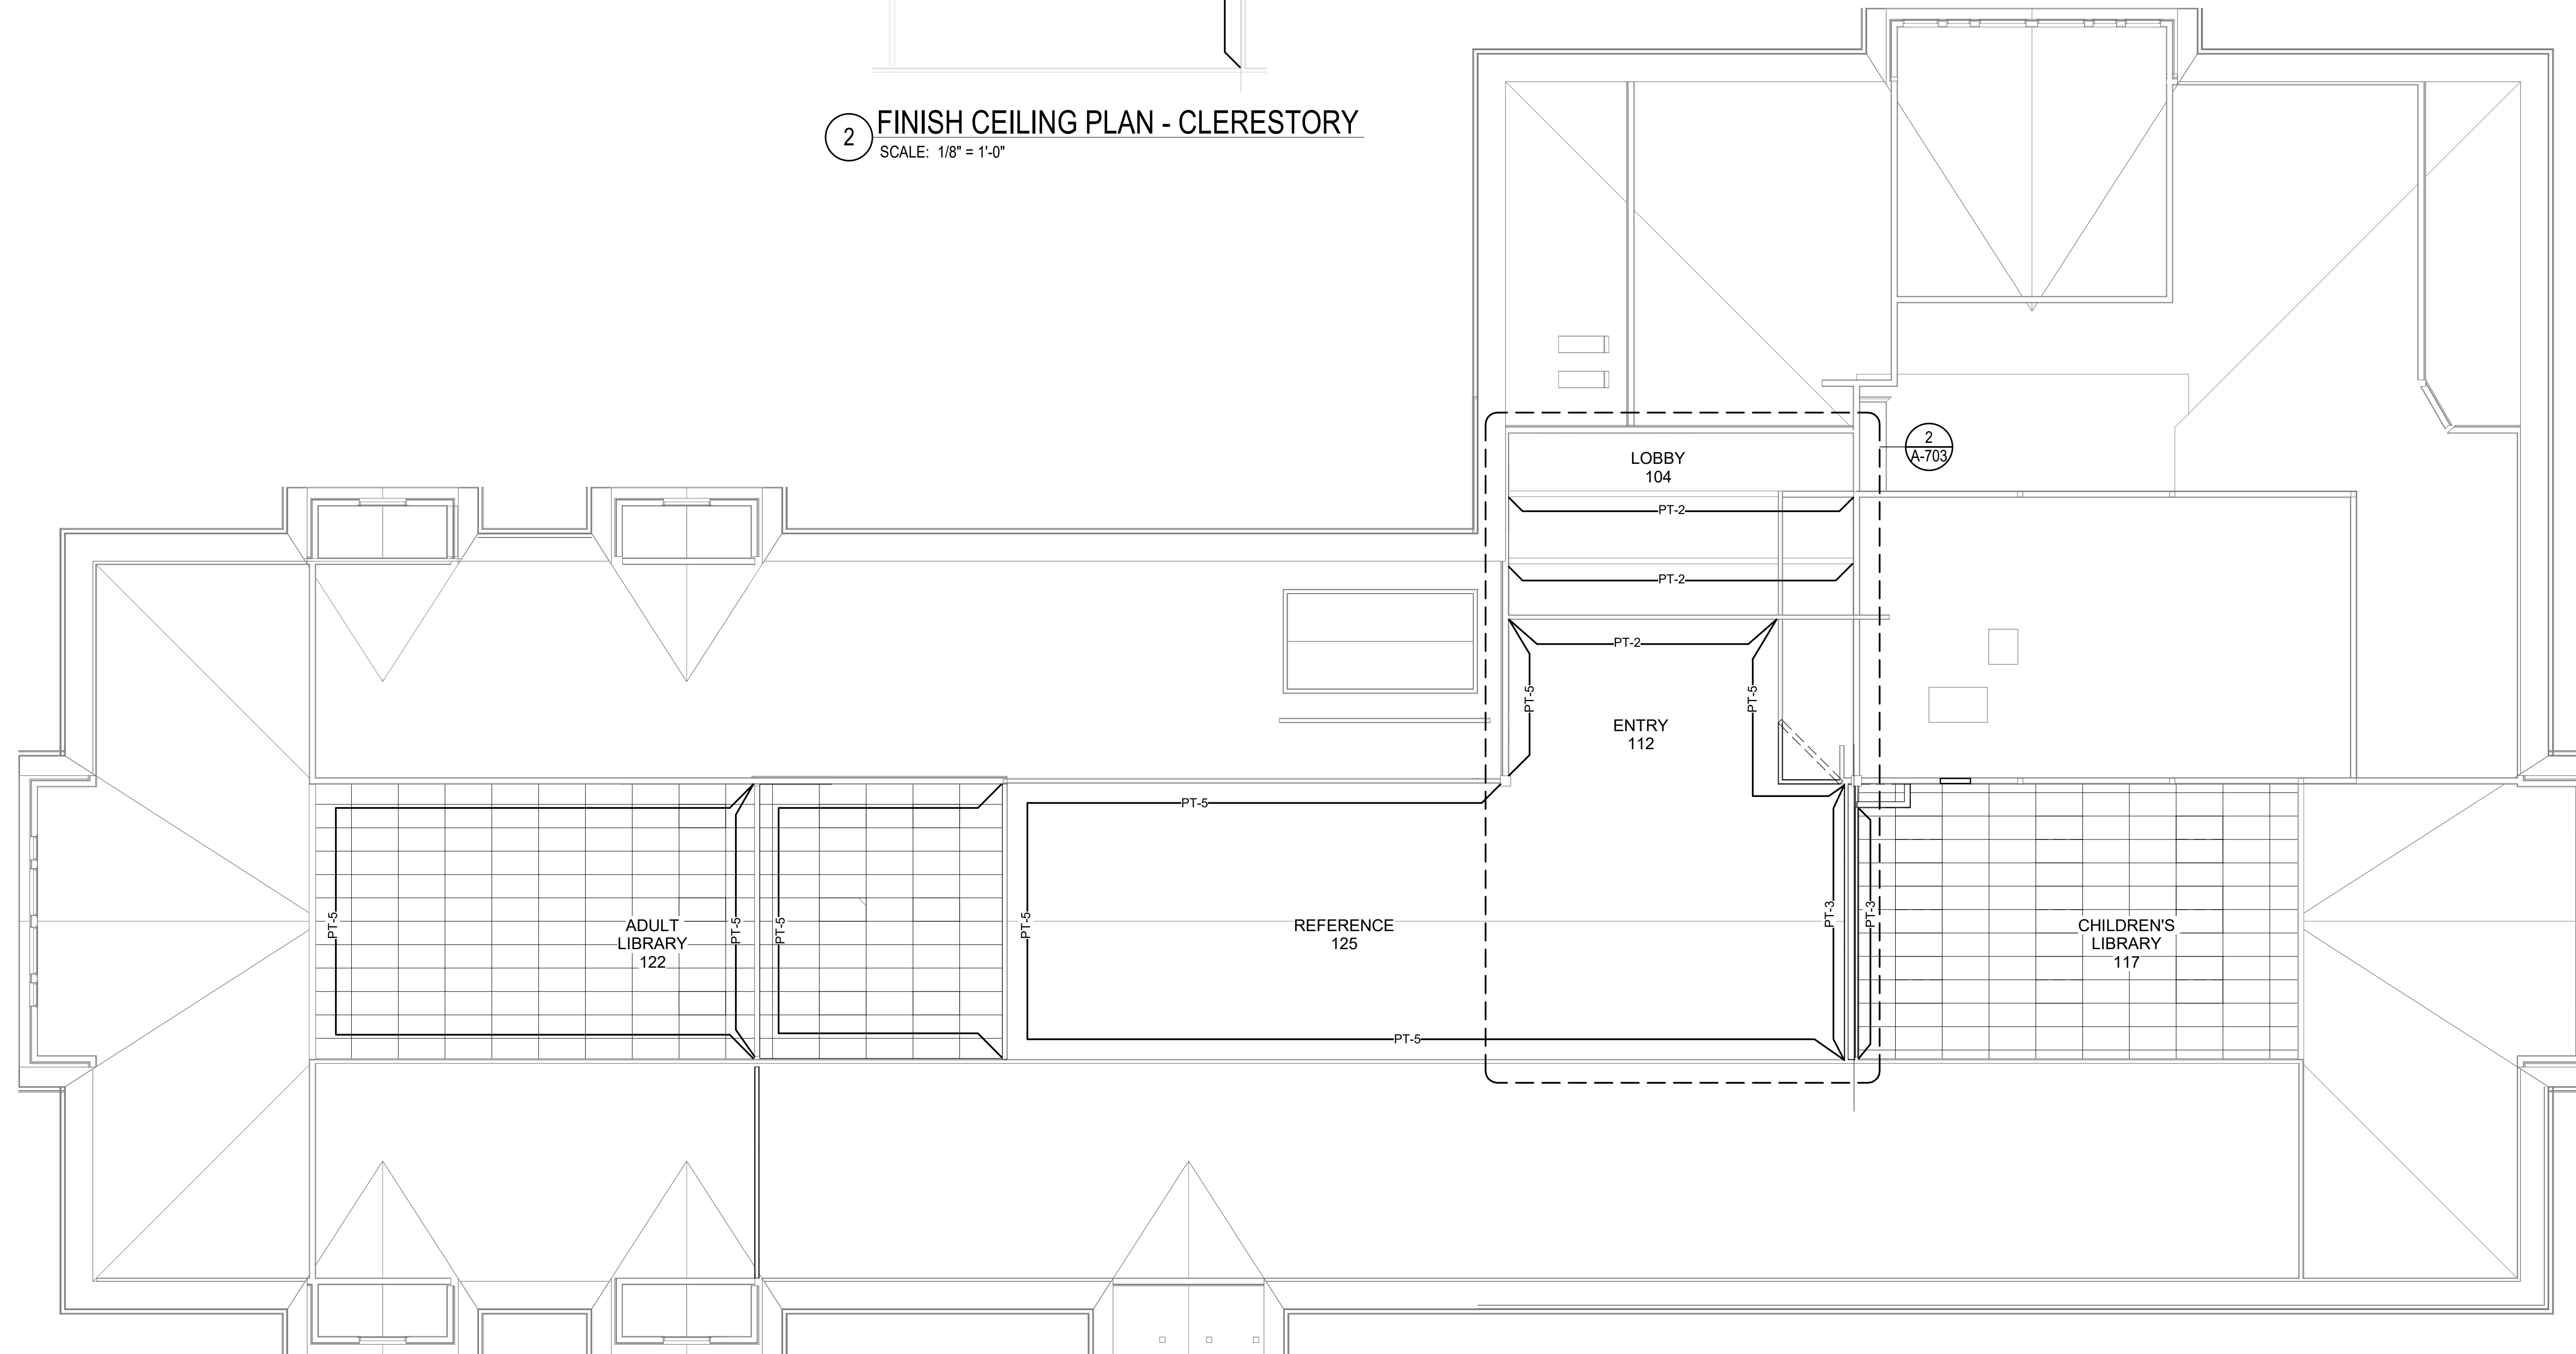 2
FINISH CEILING PLAN - CLERESTORY
SCALE: 1/8" = 1'-0"
LOBBY
104
2
A-703
PT-2
PT-2
PT-2
PT-5
PT-5
ENTRY
112
PT-5
PT-5
PT-5
PT-5
PT-5
PT-3
PT-3
ADULT
LIBRARY
122
REFERENCE
125
CHILDREN'S
LIBRARY
117
PT-5